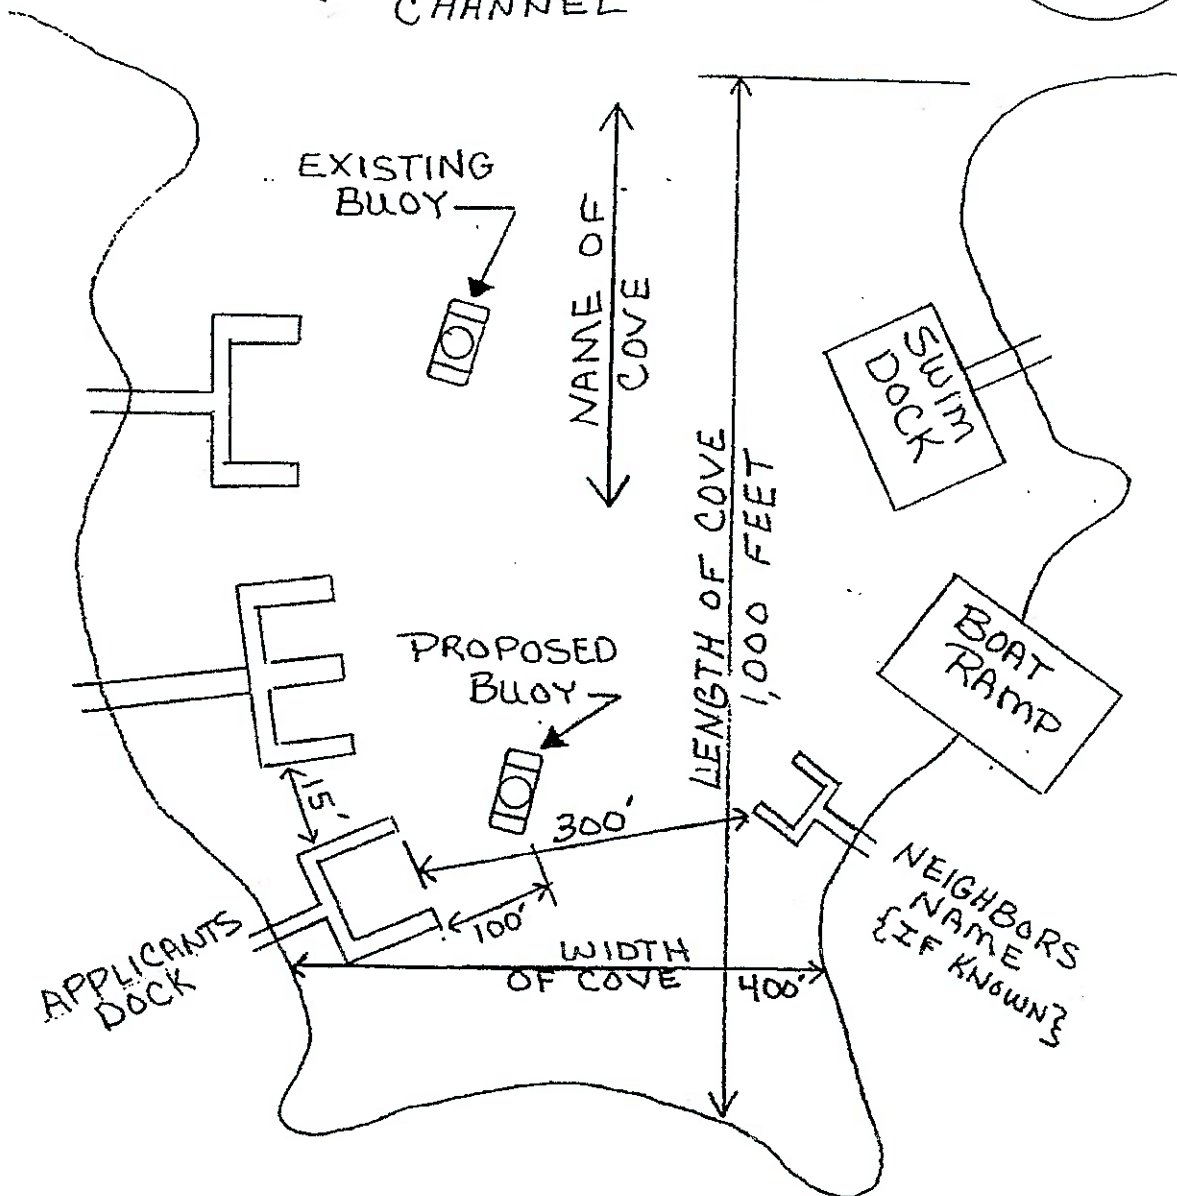 CHANNEL
EXISTING
BUOY
NAME OF
COVE
SWIM
DOCK
LENGTH OF COVE
1,000 FEET
BOAT
RAMP
PROPOSED
BUOY
15'
300'
100'
APPLICANTS
DOCK
WIDTH
OF COVE 400'
NEIGHBORS
NAME
{IF KNOWN}